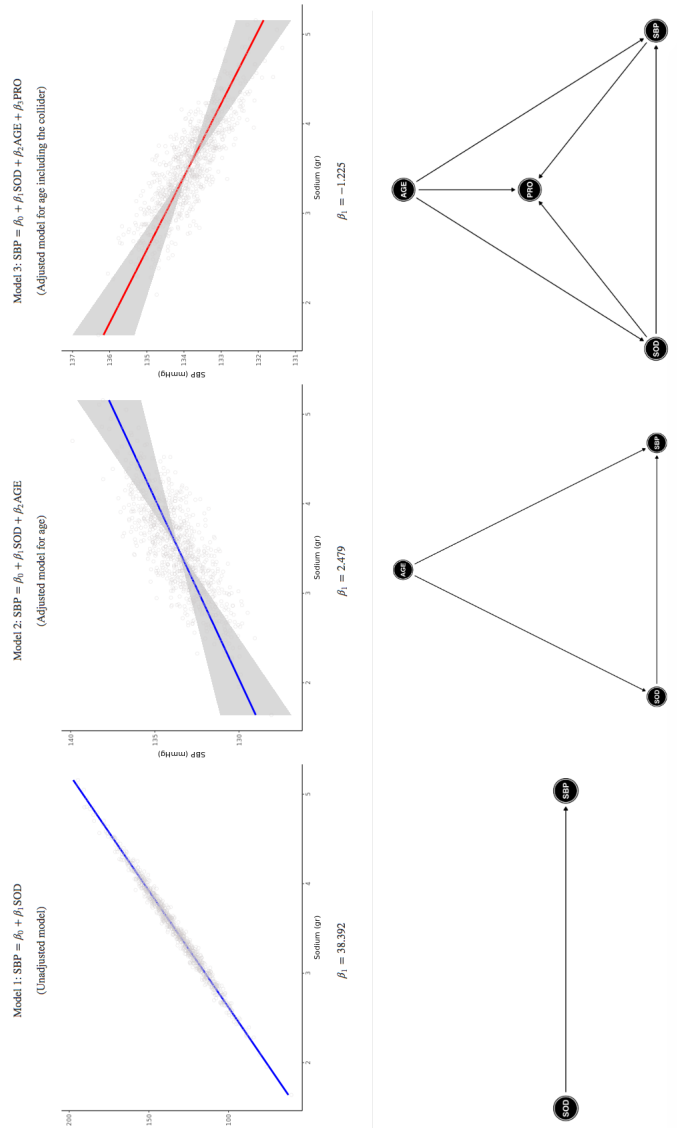 Model 1: SBP = β₀ + β₁SOD
(Unadjusted model)
200
150
100
2
3
4
5
Sodium (gr)
β₁ = 38.392
SOD
SBP
Model 2: SBP = β₀ + β₁SOD + β₂AGE
(Adjusted model for age)
SBP (mmHg)
140
135
130
2
3
4
5
Sodium (gr)
β₁ = 2.479
AGE
SOD
SBP
Model 3: SBP = β₀ + β₁SOD + β₂AGE + β₃PRO
(Adjusted model for age including the collider)
SBP (mmHg)
137
136
135
134
133
132
131
2
3
4
5
Sodium (gr)
β₁ = −1.225
AGE
PRO
SOD
SBP